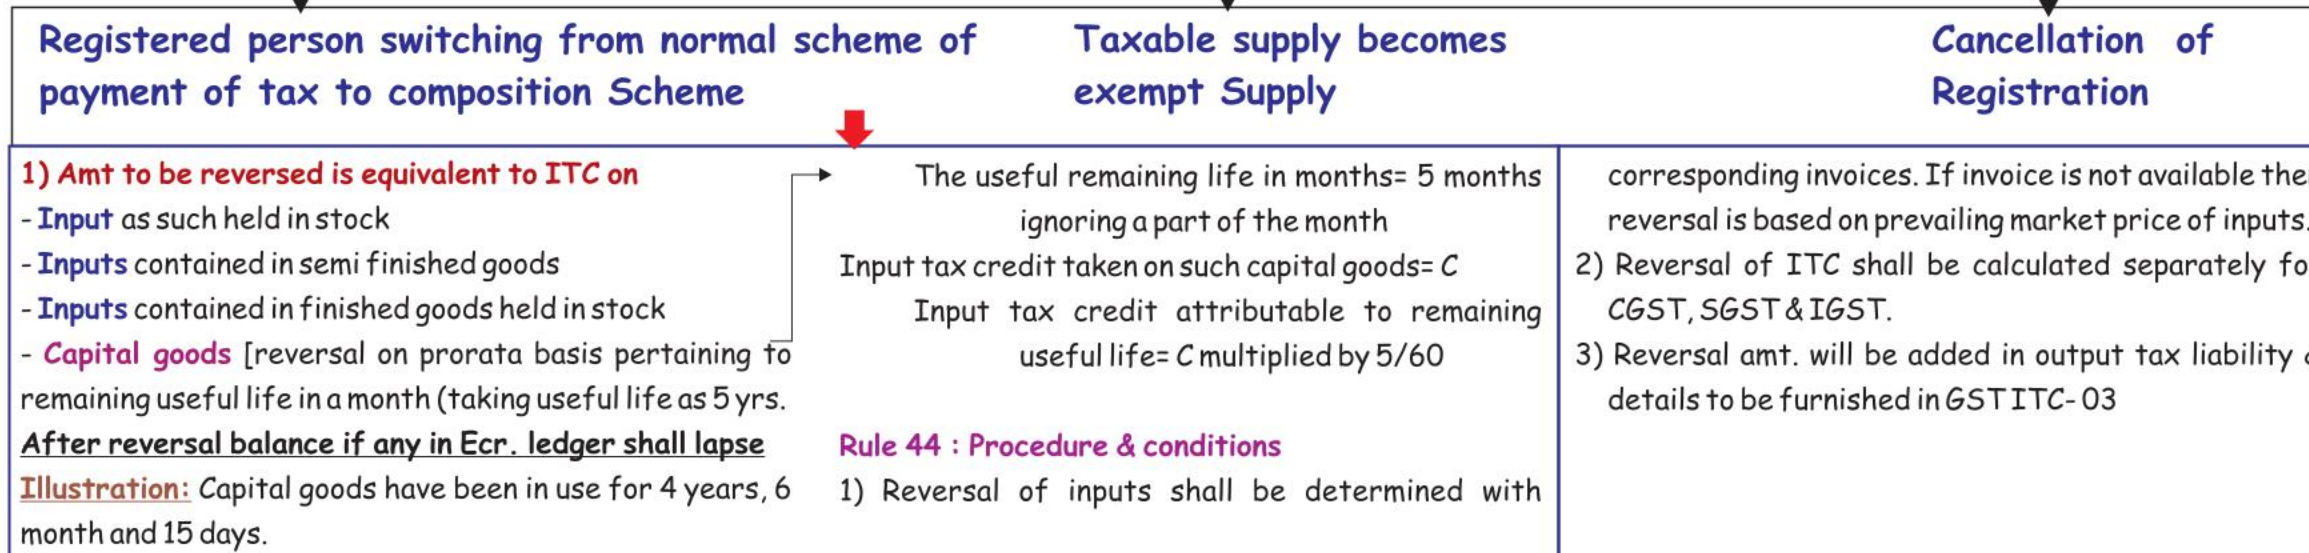 Registered person switching from normal scheme of
payment of tax to composition Scheme
Taxable supply becomes
exempt Supply
Cancellation of
Registration
1) Amt to be reversed is equivalent to ITC on
- Input as such held in stock
- Inputs contained in semi finished goods
- Inputs contained in finished goods held in stock
- Capital goods [reversal on prorata basis pertaining to
remaining useful life in a month (taking useful life as 5 yrs.
After reversal balance if any in Ecr. ledger shall lapse
Illustration: Capital goods have been in use for 4 years, 6
month and 15 days.
The useful remaining life in months= 5 months
ignoring a part of the month
Input tax credit taken on such capital goods= C
Input tax credit attributable to remaining
useful life= C multiplied by 5/60
Rule 44 : Procedure & conditions
1) Reversal of inputs shall be determined with
corresponding invoices. If invoice is not available
reversal is based on prevailing market price of inputs.
2) Reversal of ITC shall be calculated separately
CGST, SGST & IGST.
3) Reversal amt. will be added in output tax liability
details to be furnished in GST ITC- 03